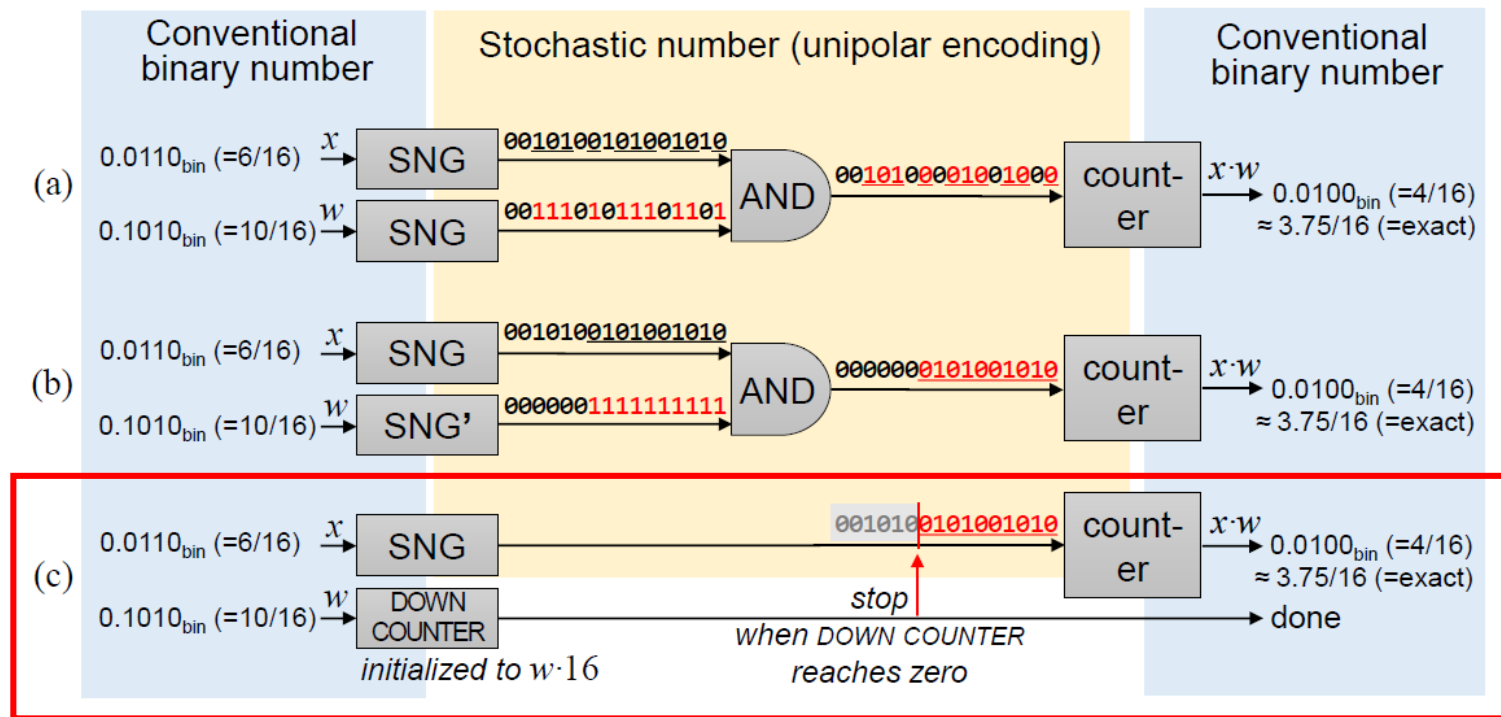 Conventional
binary number
Stochastic number (unipolar encoding)
Conventional
binary number
(a)
0.0110bin (=6/16)
x
SNG
0010100101001010
0.1010bin (=10/16)
w
SNG
0011101011101101
AND
0010100001001000
count-
er
x·w
0.0100bin (=4/16)
≈ 3.75/16 (=exact)
(b)
0.0110bin (=6/16)
x
SNG
0010100101001010
0.1010bin (=10/16)
w
SNG’
0000001111111111
AND
0000000101001010
count-
er
x·w
0.0100bin (=4/16)
≈ 3.75/16 (=exact)
(c)
0.0110bin (=6/16)
x
SNG
0010100101001010
count-
er
x·w
0.0100bin (=4/16)
≈ 3.75/16 (=exact)
0.1010bin (=10/16)
w
DOWN
COUNTER
initialized to w·16
stop
when DOWN COUNTER
reaches zero
done